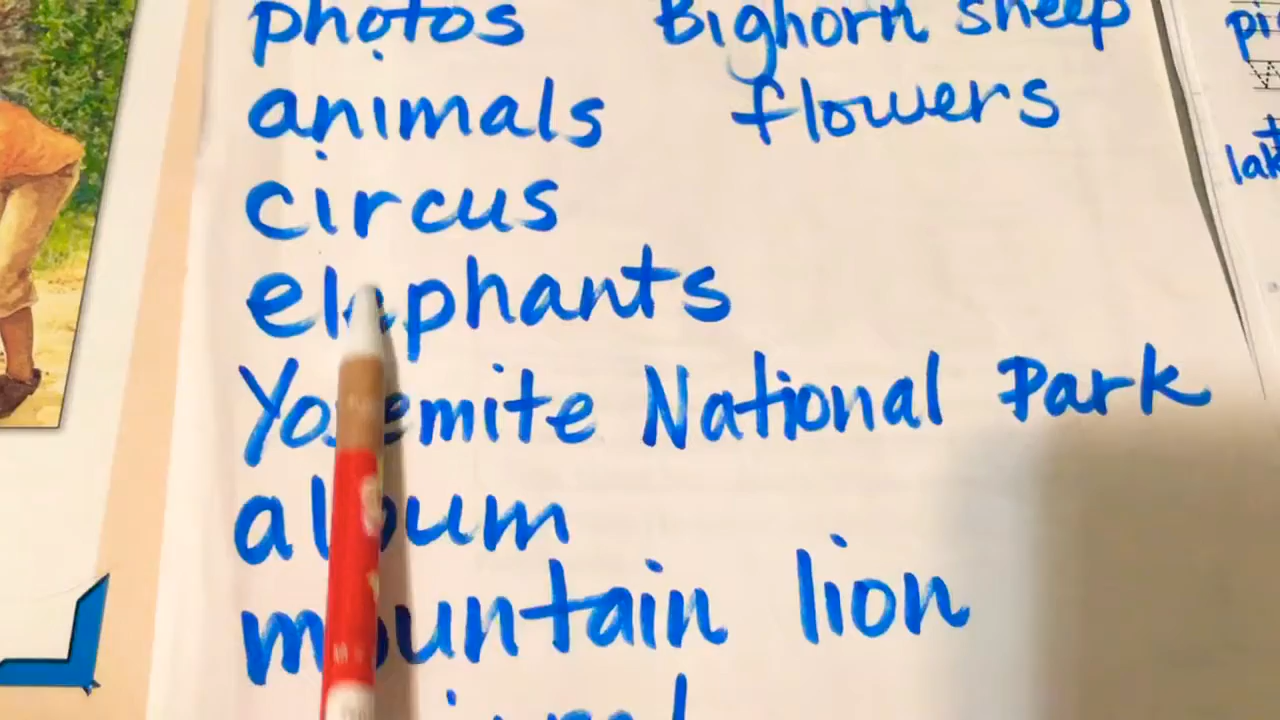 photos Bighorn sheep
animals flowers
circus
elephants
Yosemite National Park
album
mountain lion